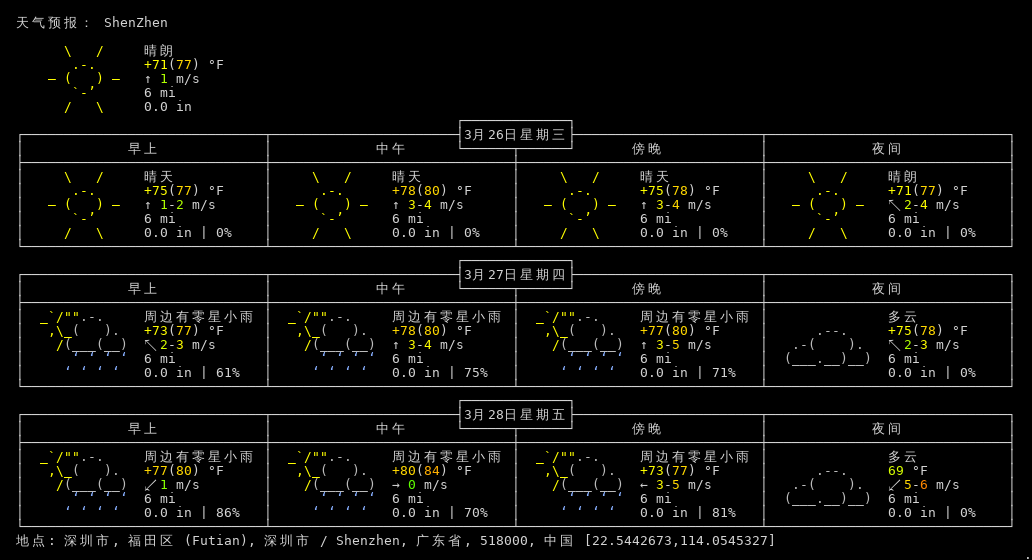 天气预报： ShenZhen
晴朗
+71(77) °F
↑ 1 m/s
6 mi
0.0 in
3月26日星期三
早上 中午 傍晚 夜间
晴天 晴天 晴天 晴朗
+75(77) °F +78(80) °F +75(78) °F +71(77) °F
↑ 1-2 m/s ↑ 3-4 m/s ↑ 3-4 m/s ↖ 2-4 m/s
6 mi 6 mi 6 mi 6 mi
0.0 in | 0% 0.0 in | 0% 0.0 in | 0% 0.0 in | 0%
3月27日星期四
早上 中午 傍晚 夜间
周边有零星小雨 周边有零星小雨 周边有零星小雨 多云
+73(77) °F +78(80) °F +77(80) °F +75(78) °F
↖ 2-3 m/s ↑ 3-4 m/s ↑ 3-5 m/s ↖ 2-3 m/s
6 mi 6 mi 6 mi 6 mi
0.0 in | 61% 0.0 in | 75% 0.0 in | 71% 0.0 in | 0%
3月28日星期五
早上 中午 傍晚 夜间
周边有零星小雨 周边有零星小雨 周边有零星小雨 多云
+77(80) °F +80(84) °F +73(77) °F 69 °F
↙ 1 m/s → 0 m/s ← 3-5 m/s ↙ 5-6 m/s
6 mi 6 mi 6 mi 6 mi
0.0 in | 86% 0.0 in | 70% 0.0 in | 81% 0.0 in | 0%
地点: 深圳市, 福田区 (Futian), 深圳市 / Shenzhen, 广东省, 518000, 中国 [22.5442673,114.0545327]